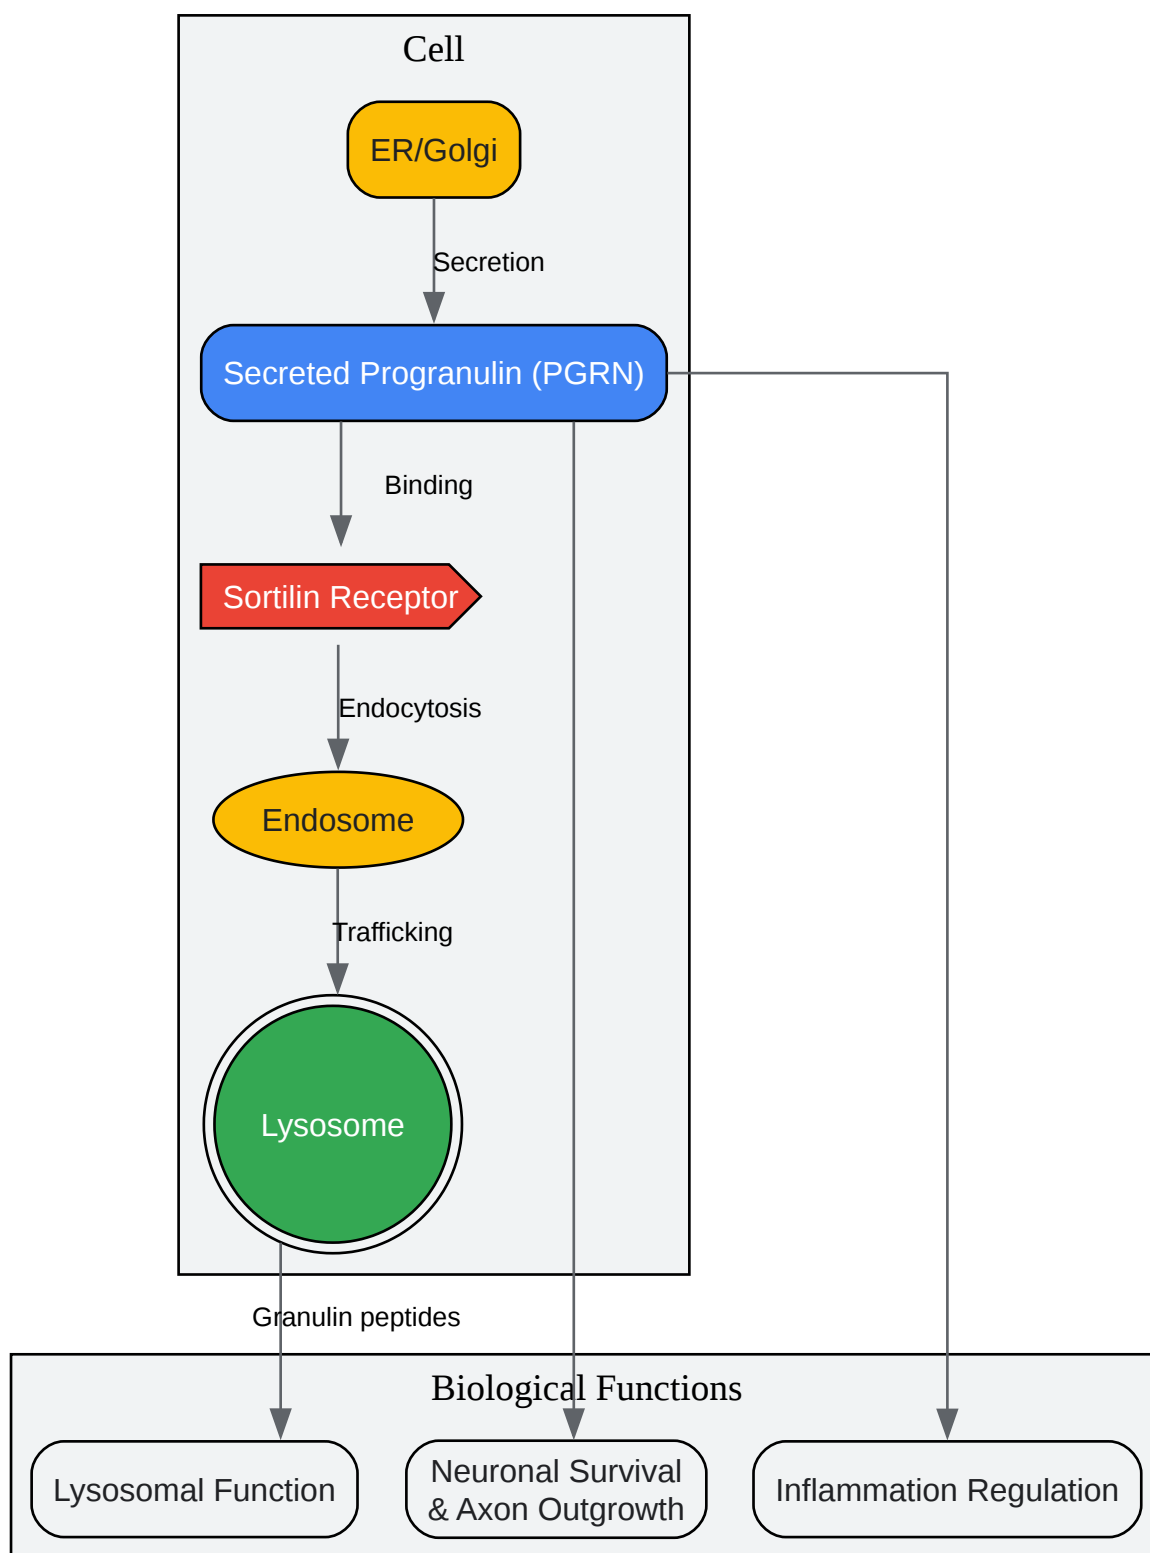 Cell
ER/Golgi
Secretion
Secreted Progranulin (PGRN)
Binding
Sortilin Receptor
Endocytosis
Endosome
Trafficking
Lysosome
Granulin peptides
Biological Functions
Lysosomal Function
Neuronal Survival
& Axon Outgrowth
Inflammation Regulation